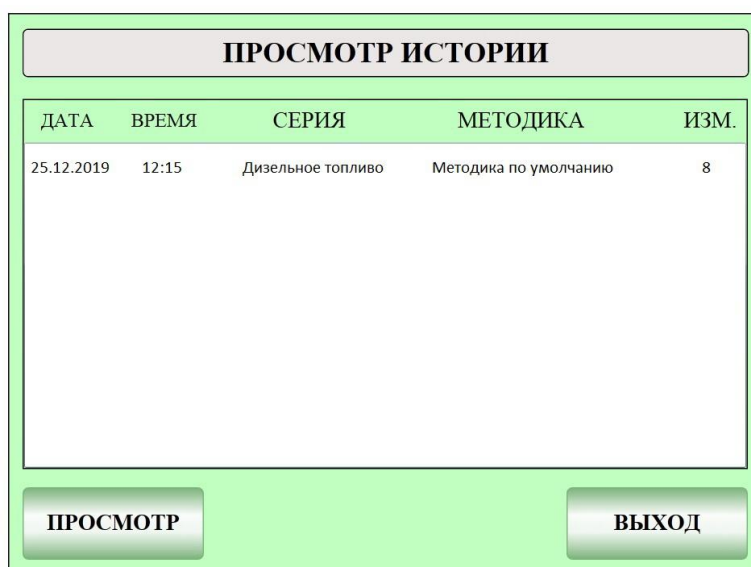 ПРОСМОТР ИСТОРИИ
ДАТА ВРЕМЯ СЕРИЯ МЕТОДИКА ИЗМ.
25.12.2019 12:15 Дизельное топливо Методика по умолчанию 8
ПРОСМОТР ВЫХОД